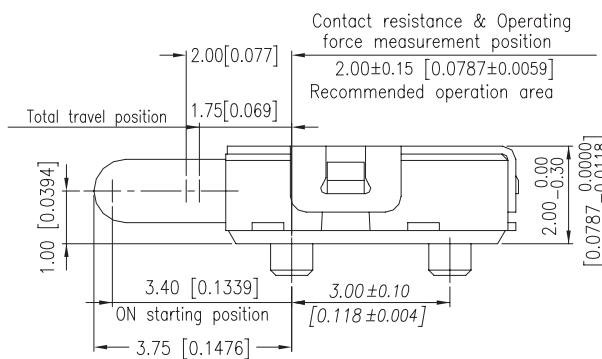 Contact resistance & Operating
force measurement position
2.00[0.077]
2.00±0.15 [0.0787±0.0059]
Recommended operation area
1.75[0.069]
Total travel position
1.00 [0.0394]
0.00
2.00-0.30
0.0000
[0.0787-0.0118]
3.40 [0.1339]
ON starting position
3.00±0.10
[0.118±0.004]
3.75 [0.1476]